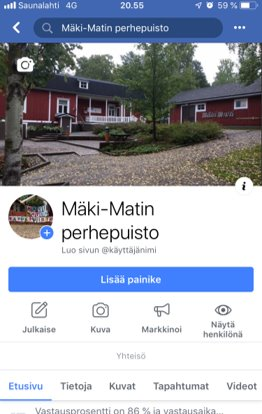 Saunalahti 4G 20.55 59 %
Mäki-Matin perhepuisto
Mäki-Matin
perhepuisto
Luo sivun @käyttäjänimi
Lisää painike
Julkaise Kuva Markkinoi Näytä
henkilönä
Yhteisö
Etusivu Tietoja Kuvat Tapahtumat Videot
Vastausprosentti on 86 % ja vastausaika...